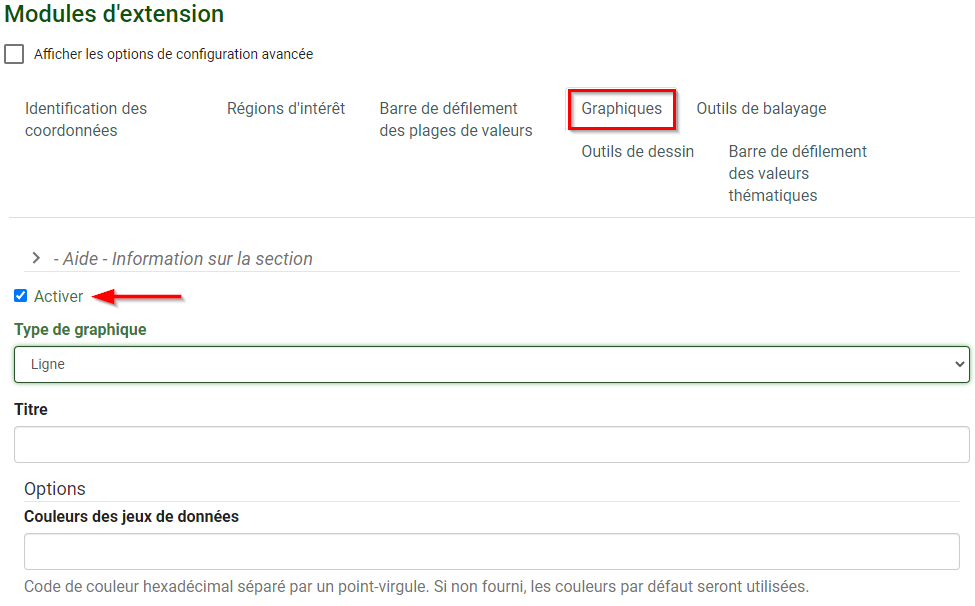 Modules d'extension
Afficher les options de configuration avancée
Identification des
coordonnées
Régions d'intérêt
Barre de défilement
des plages de valeurs
Graphiques
Outils de balayage
Outils de dessin
Barre de défilement
des valeurs
thématiques
- Aide - Information sur la section
Activer
Type de graphique
Ligne
Titre
Options
Couleurs des jeux de données
Code de couleur hexadécimal séparé par un point-virgule. Si non fourni, les couleurs par défaut seront utilisées.